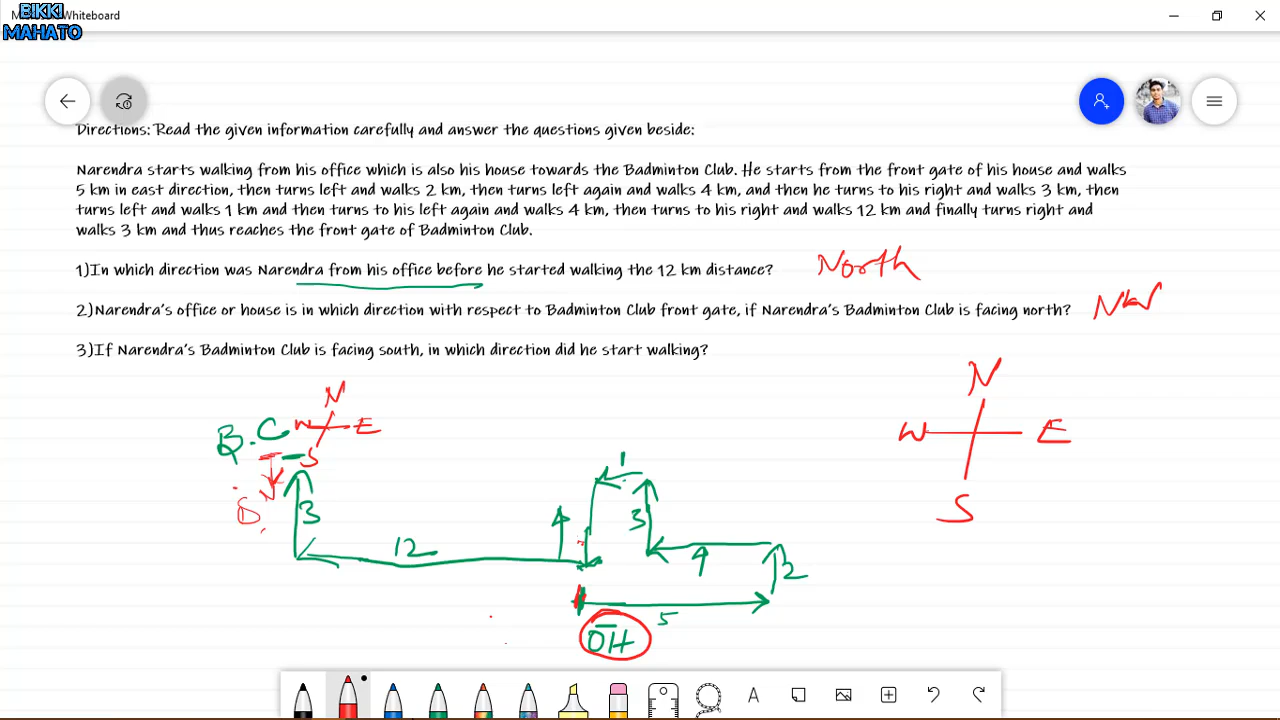 BIKKI
MAHATO
Whiteboard
Directions: Read the given information carefully and answer the questions given beside:
Narendra starts walking from his office which is also his house towards the Badminton Club. He starts from the front gate of his house and walks
5 km in east direction, then turns left and walks 2 km, then turns left again and walks 4 km, and then he turns to his right and walks 3 km, then
turns left and walks 1 km and then turns to his left again and walks 4 km, then turns to his right and walks 12 km and finally turns right and
walks 3 km and thus reaches the front gate of Badminton Club.
1)In which direction was Narendra from his office before he started walking the 12 km distance?
North
2)Narendra's office or house is in which direction with respect to Badminton Club front gate, if Narendra's Badminton Club is facing north?
NW
3)If Narendra's Badminton Club is facing south, in which direction did he start walking?
N
W E
S
B.C
N
W E
S
S
3
12
4
1
3
4
2
5
OH
A